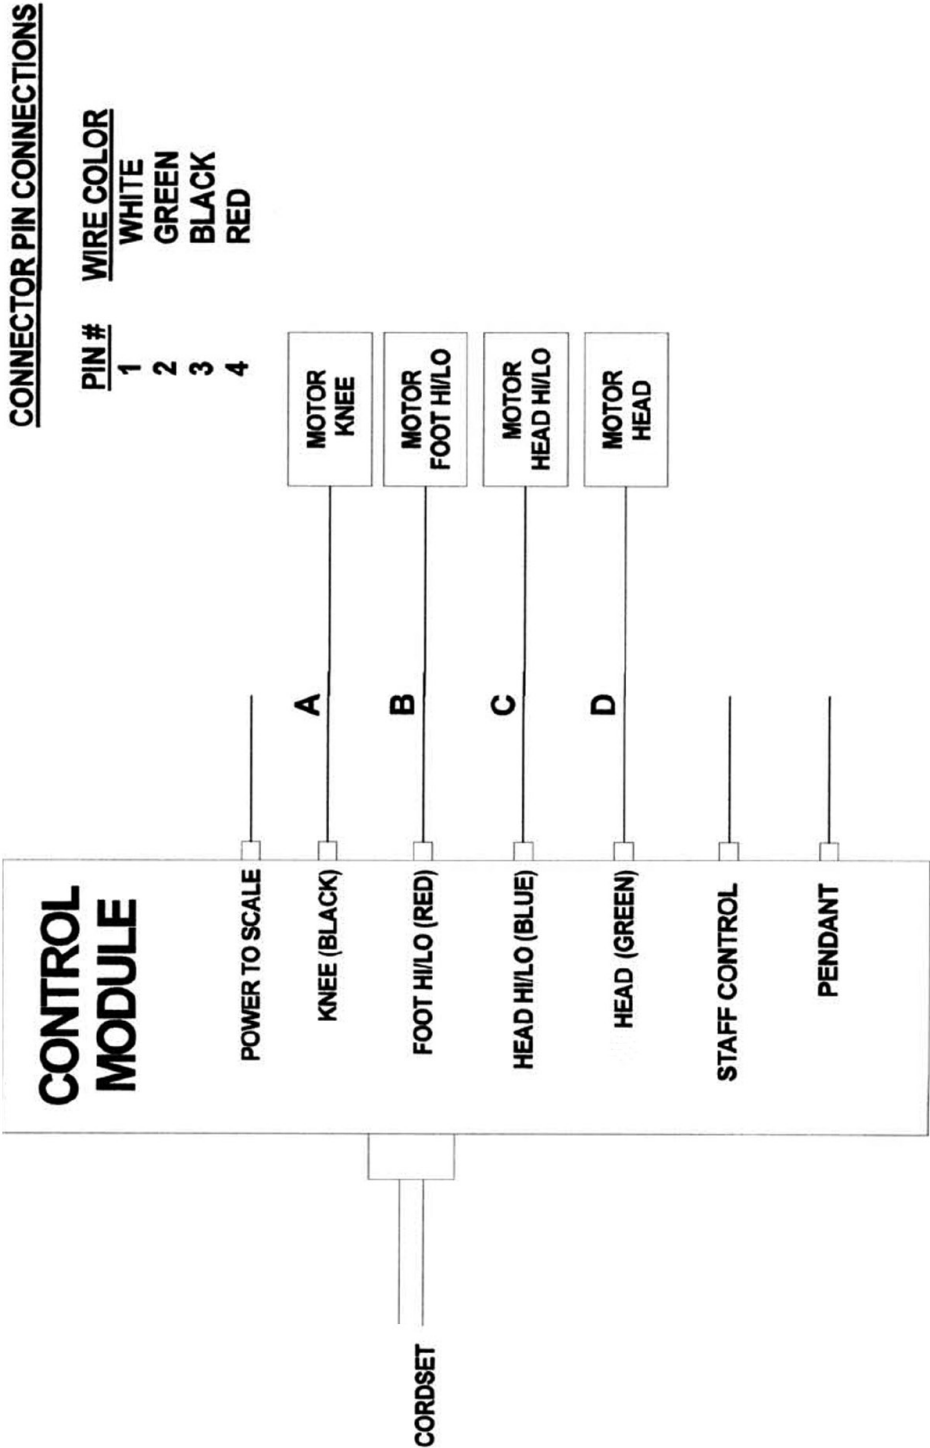 CONNECTOR PIN CONNECTIONS
PIN # WIRE COLOR
1 WHITE
2 GREEN
3 BLACK
4 RED
CONTROL
MODULE
POWER TO SCALE
KNEE (BLACK)
A
MOTOR
KNEE
FOOT HI/LO (RED)
B
MOTOR
FOOT HI/LO
HEAD HI/LO (BLUE)
C
MOTOR
HEAD HI/LO
HEAD (GREEN)
D
MOTOR
HEAD
STAFF CONTROL
PENDANT
CORDSET